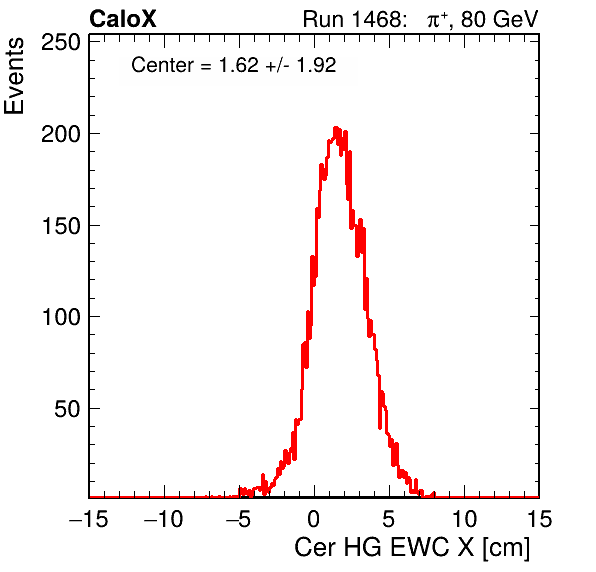 CaloX Run 1468: π⁺, 80 GeV
Center = 1.62 +/- 1.92
Events
250
200
150
100
50
−15 −10 −5 0 5 10 15
Cer HG EWC X [cm]